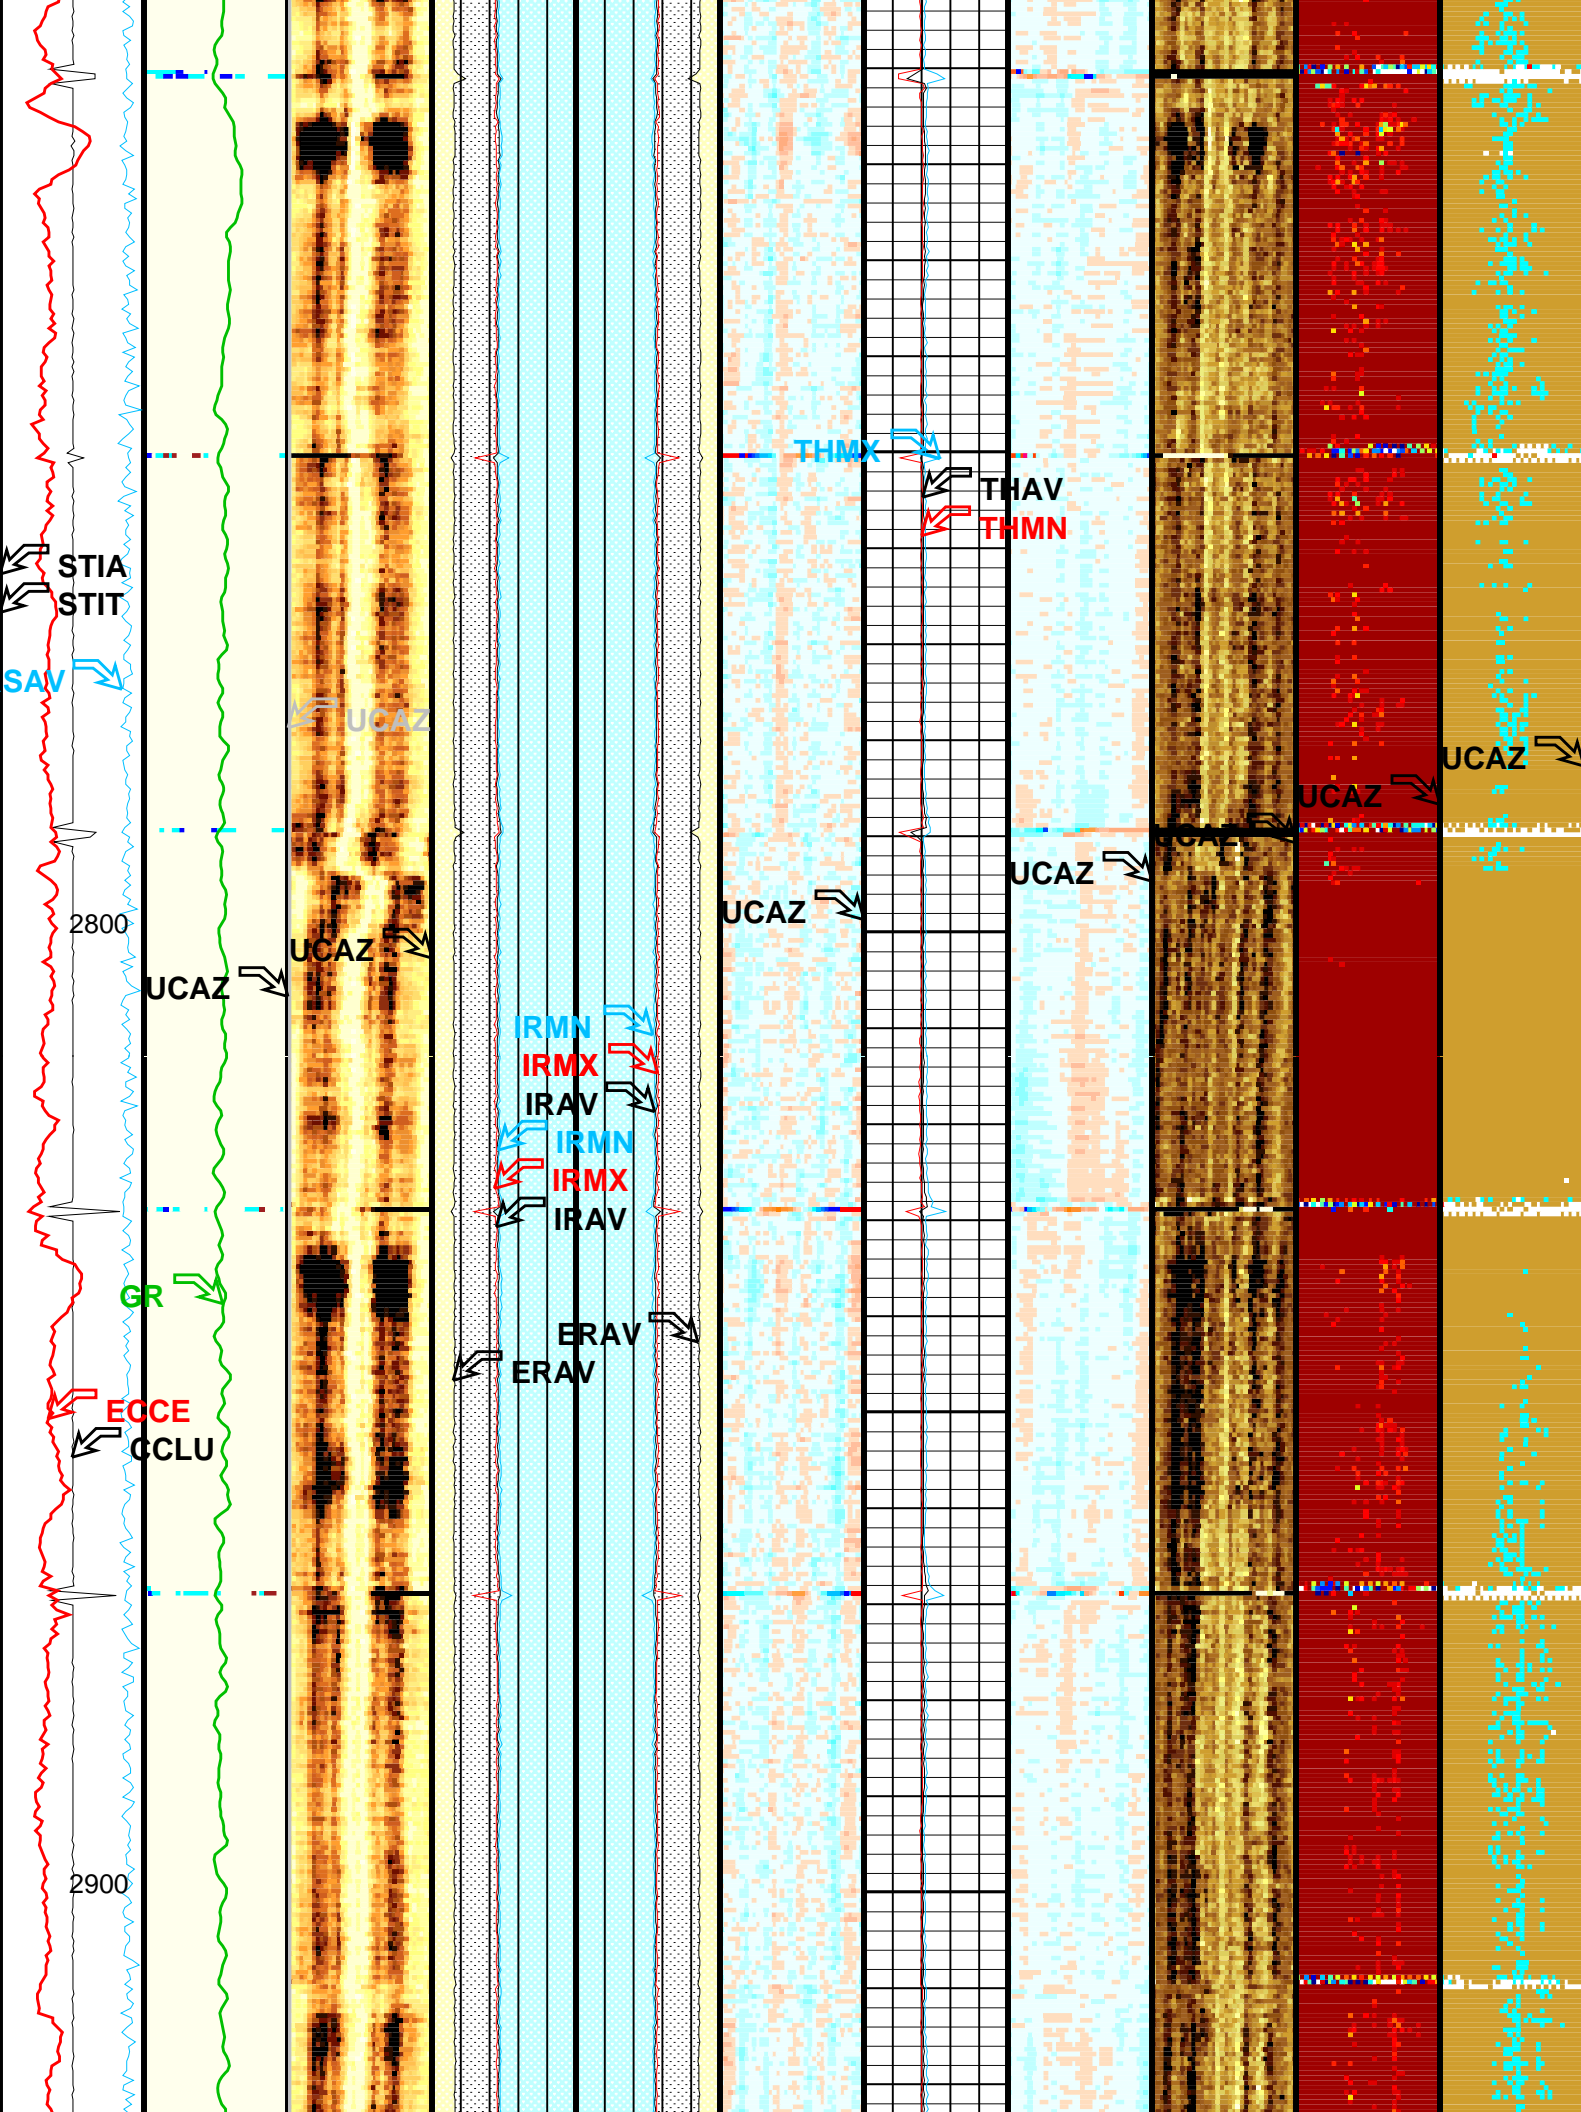 THMX
THAV
THMN
STIA
STIT
SAV
UCAZ
UCAZ
UCAZ
UCAZ
UCAZ
UCAZ
2800
UCAZ
UCAZ
IRMN
IRMX
IRAV
IRMN
IRMX
IRAV
GR
ERAV
ERAV
ECCE
CCLU
2900